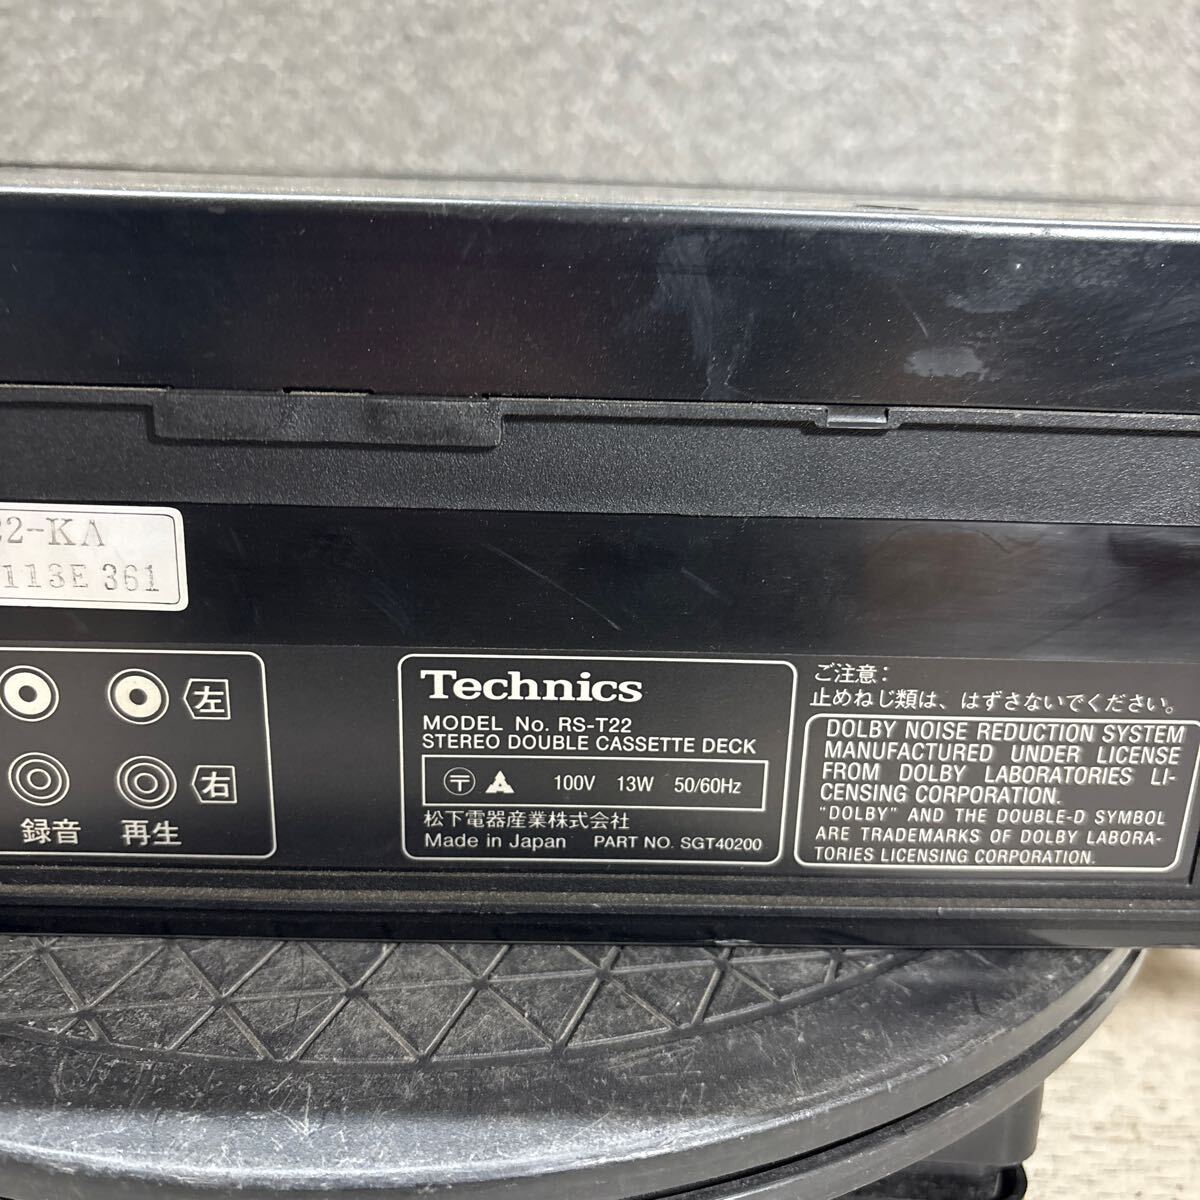 22-KA
113E 361
左
右
録音 再生
Technics
MODEL No. RS-T22
STEREO DOUBLE CASSETTE DECK
100V 13W 50/60Hz
松下電器産業株式会社
Made in Japan PART NO. SGT40200
ご注意:
止めねじ類は、はずさないでください。
DOLBY NOISE REDUCTION SYSTEM
MANUFACTURED UNDER LICENSE
FROM DOLBY LABORATORIES LI-
CENSING CORPORATION.
"DOLBY" AND THE DOUBLE-D SYMBOL
ARE TRADEMARKS OF DOLBY LABORA-
TORIES LICENSING CORPORATION.